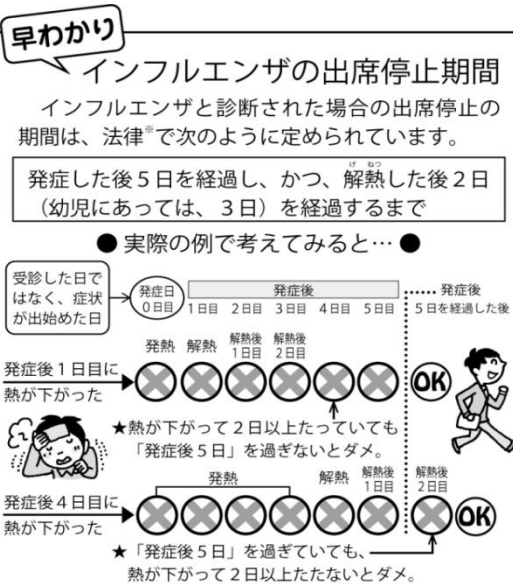 早わかり
インフルエンザの出席停止期間
インフルエンザと診断された場合の出席停止の
期間は、法律※で次のように定められています。
発症した後5日を経過し、かつ、解熱した後2日
げ ねつ
（幼児にあっては、3日）を経過するまで
● 実際の例で考えてみると… ●
受診した日で
はなく、症状
が出始めた日
発症日
0日目
発症後
1日目 2日目 3日目 4日目 5日目
発症後
5日を経過した後
発症後1日目に
熱が下がった
発熱 解熱 解熱後1日目 解熱後2日目
OK
★熱が下がって2日以上たっていても
「発症後5日」を過ぎないとダメ。
発症後4日目に
熱が下がった
発熱 解熱 解熱後1日目 解熱後2日目
OK
★「発症後5日」を過ぎていても、
熱が下がって2日以上たたないとダメ。